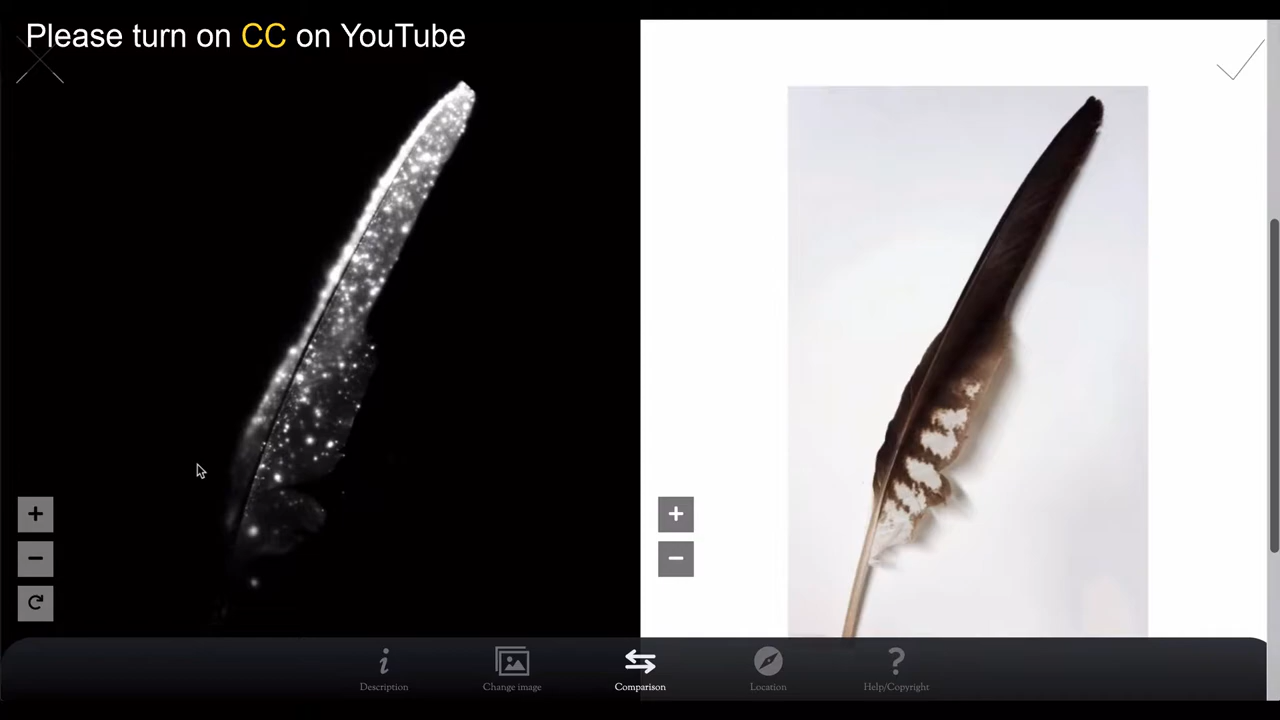 Please turn on CC on YouTube
Description
Change image
Comparison
Location
Help/Copyright